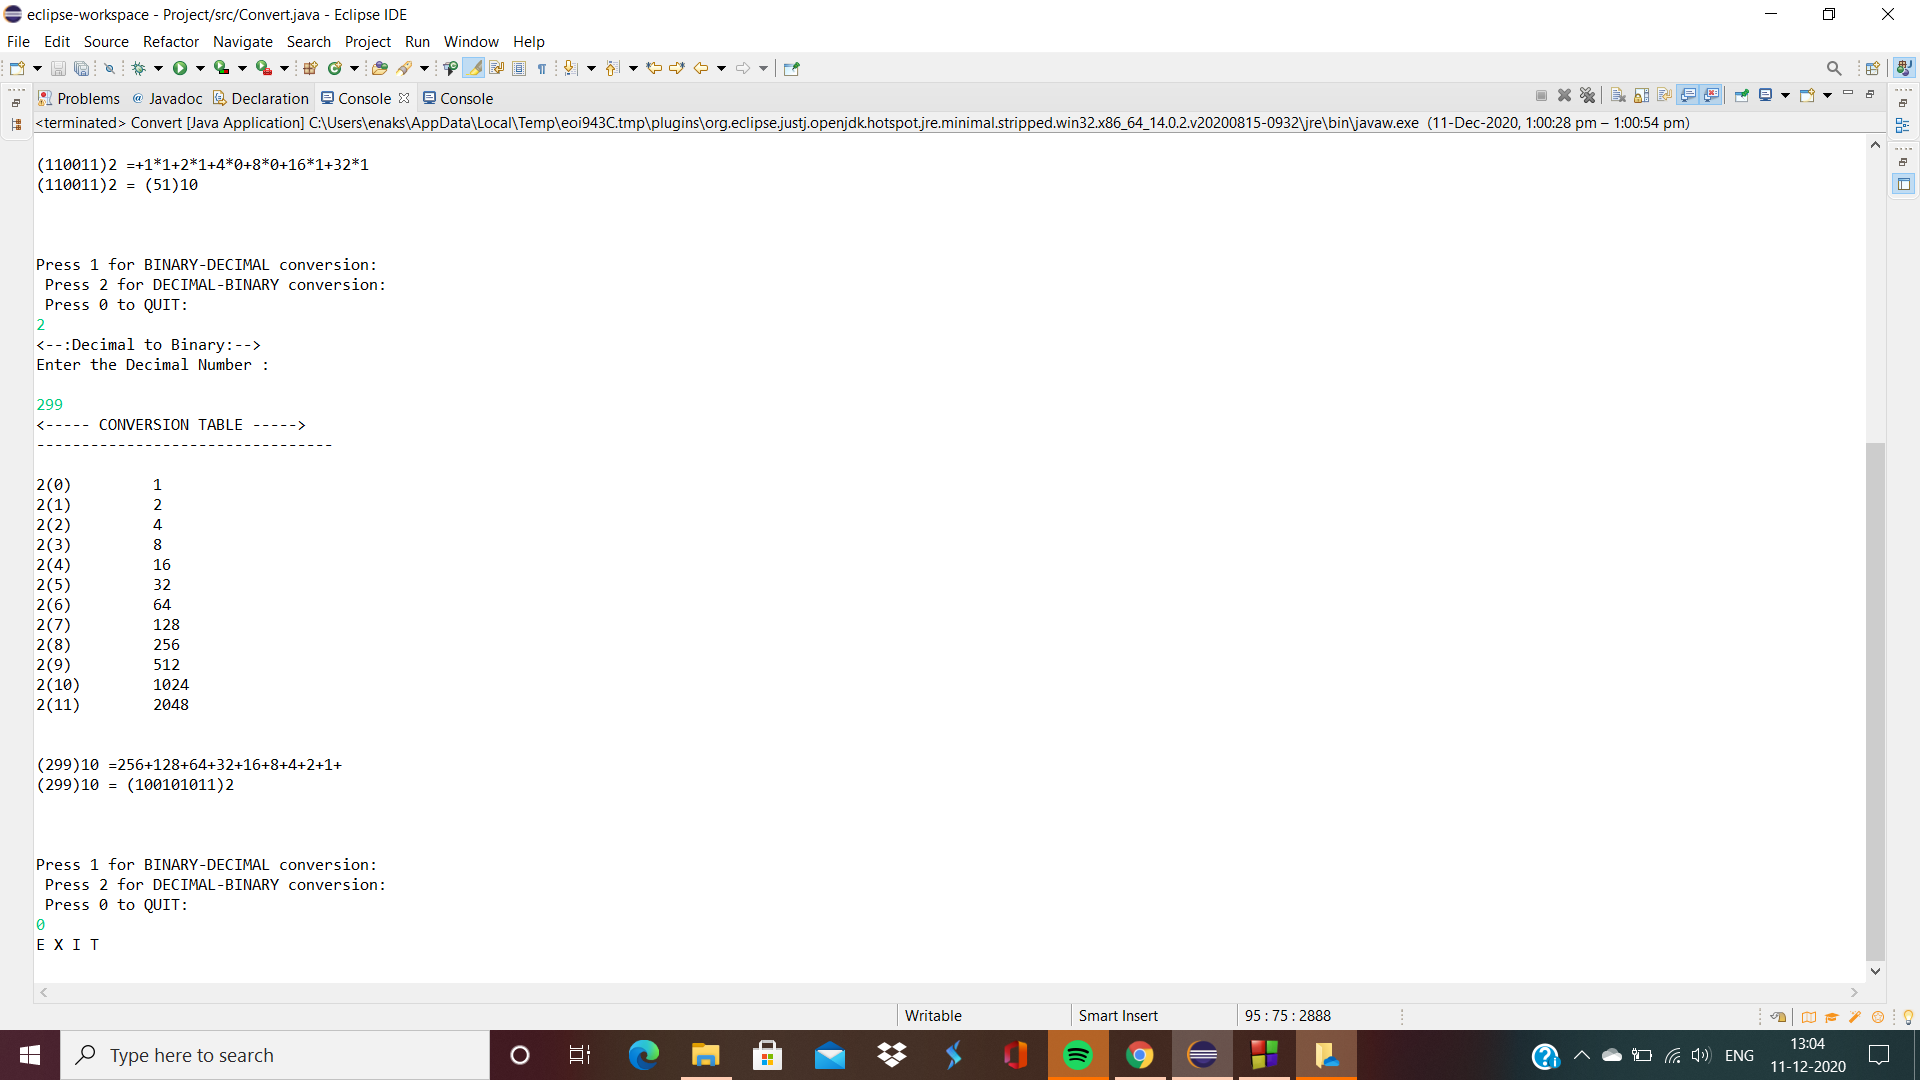 eclipse-workspace - Project/src/Convert.java - Eclipse IDE
File Edit Source Refactor Navigate Search Project Run Window Help
Problems @ Javadoc Declaration Console Console
<terminated> Convert [Java Application] C:\Users\enaks\AppData\Local\Temp\eoi943C.tmp\plugins\org.eclipse.justj.openjdk.hotspot.jre.minimal.stripped.win32.x86_64_14.0.2.v20200815-0932\jre\bin\javaw.exe (11-Dec-2020, 1:00:28 pm – 1:00:54 pm)
(110011)2 =+1*1+2*1+4*0+8*0+16*1+32*1
(110011)2 = (51)10
Press 1 for BINARY-DECIMAL conversion:
Press 2 for DECIMAL-BINARY conversion:
Press 0 to QUIT:
2
<--:Decimal to Binary:-->
Enter the Decimal Number :
299
<----- CONVERSION TABLE ----->
---------------------------------
2(0) 1
2(1) 2
2(2) 4
2(3) 8
2(4) 16
2(5) 32
2(6) 64
2(7) 128
2(8) 256
2(9) 512
2(10) 1024
2(11) 2048
(299)10 =256+128+64+32+16+8+4+2+1+
(299)10 = (100101011)2
Press 1 for BINARY-DECIMAL conversion:
Press 2 for DECIMAL-BINARY conversion:
Press 0 to QUIT:
0
E X I T
Writable Smart Insert 95 : 75 : 2888
Type here to search
ENG
13:04
11-12-2020